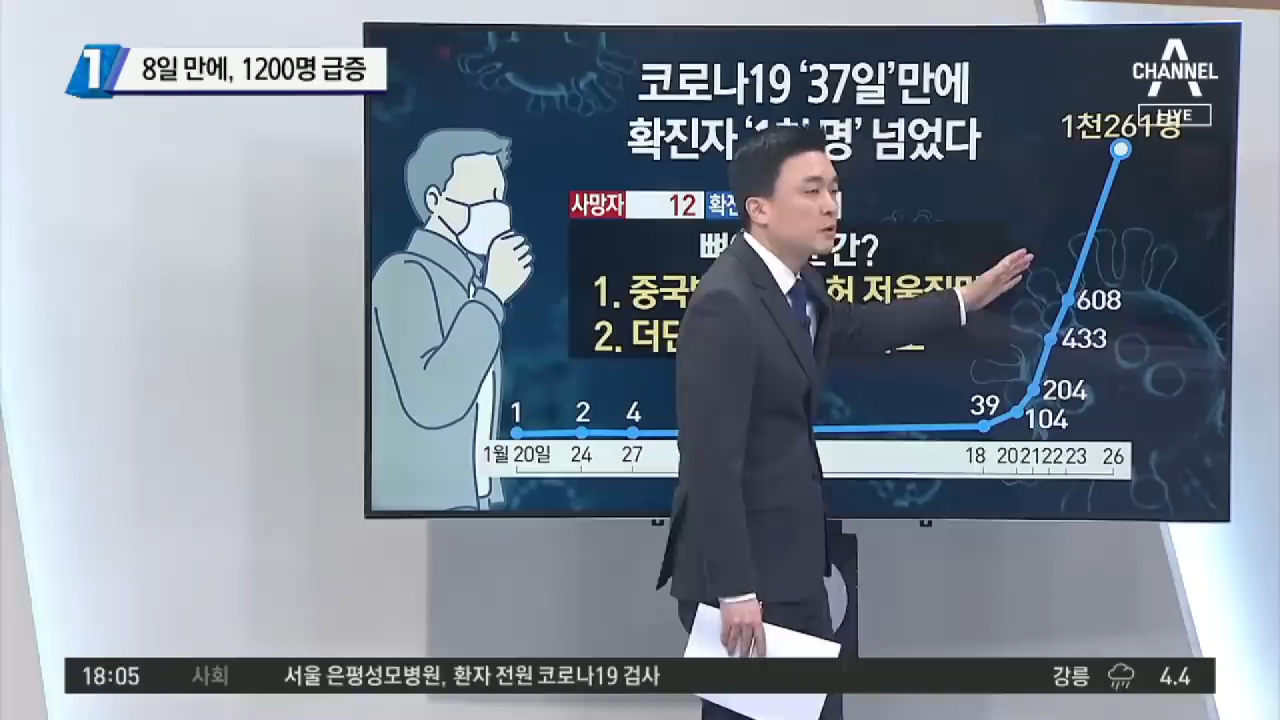 1 8일 만에, 1200명 급증
CHANNEL A
LIVE
코로나19 ‘37일’만에
확진자 명’ 넘었다
1천261명
사망자 12
1. 중국
2.
608
433
204
104
39
1 2 4
1월 20일 24 27 18 20 21 22 23 26
18:05 사회 서울 은평성모병원, 환자 전원 코로나19 검사 강릉 4.4